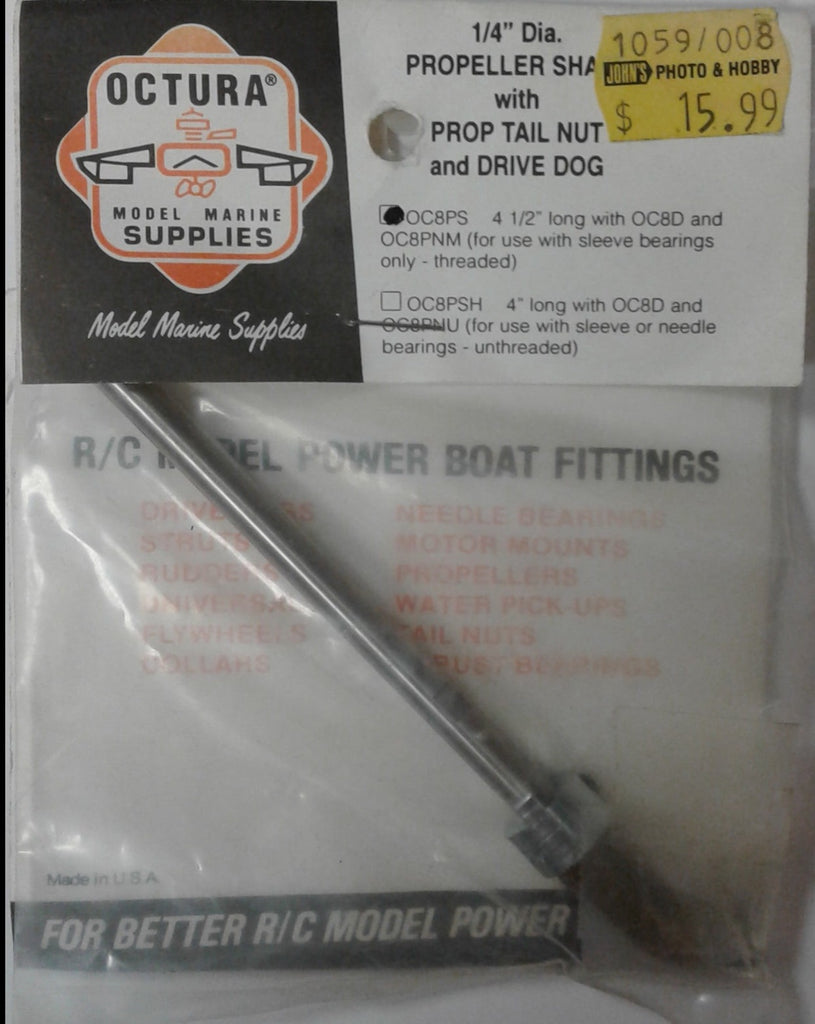 OCTURA®
MODEL MARINE
SUPPLIES
Model Marine Supplies
1/4" Dia.
PROPELLER SHA
with
PROP TAIL NUT
and DRIVE DOG
1059/008
JOHN'S PHOTO & HOBBY
$ 15.99
OC8PS 4 1/2" long with OC8D and
OC8PNM (for use with sleeve bearings
only - threaded)
OC8PSH 4" long with OC8D and
OC8PNU (for use with sleeve or needle
bearings - unthreaded)
R/C M DEL POWER BOAT FITTINGS
STRUTS
RUDDERS
FLYWHEELS
COLLARS
NEEDLE BEARINGS
MOTOR MOUNTS
PROPELLERS
WATER PICK-UPS
AIL NUTS
RUST BEARINGS
Made in U.S.A.
FOR BETTER R/C MODEL POWER